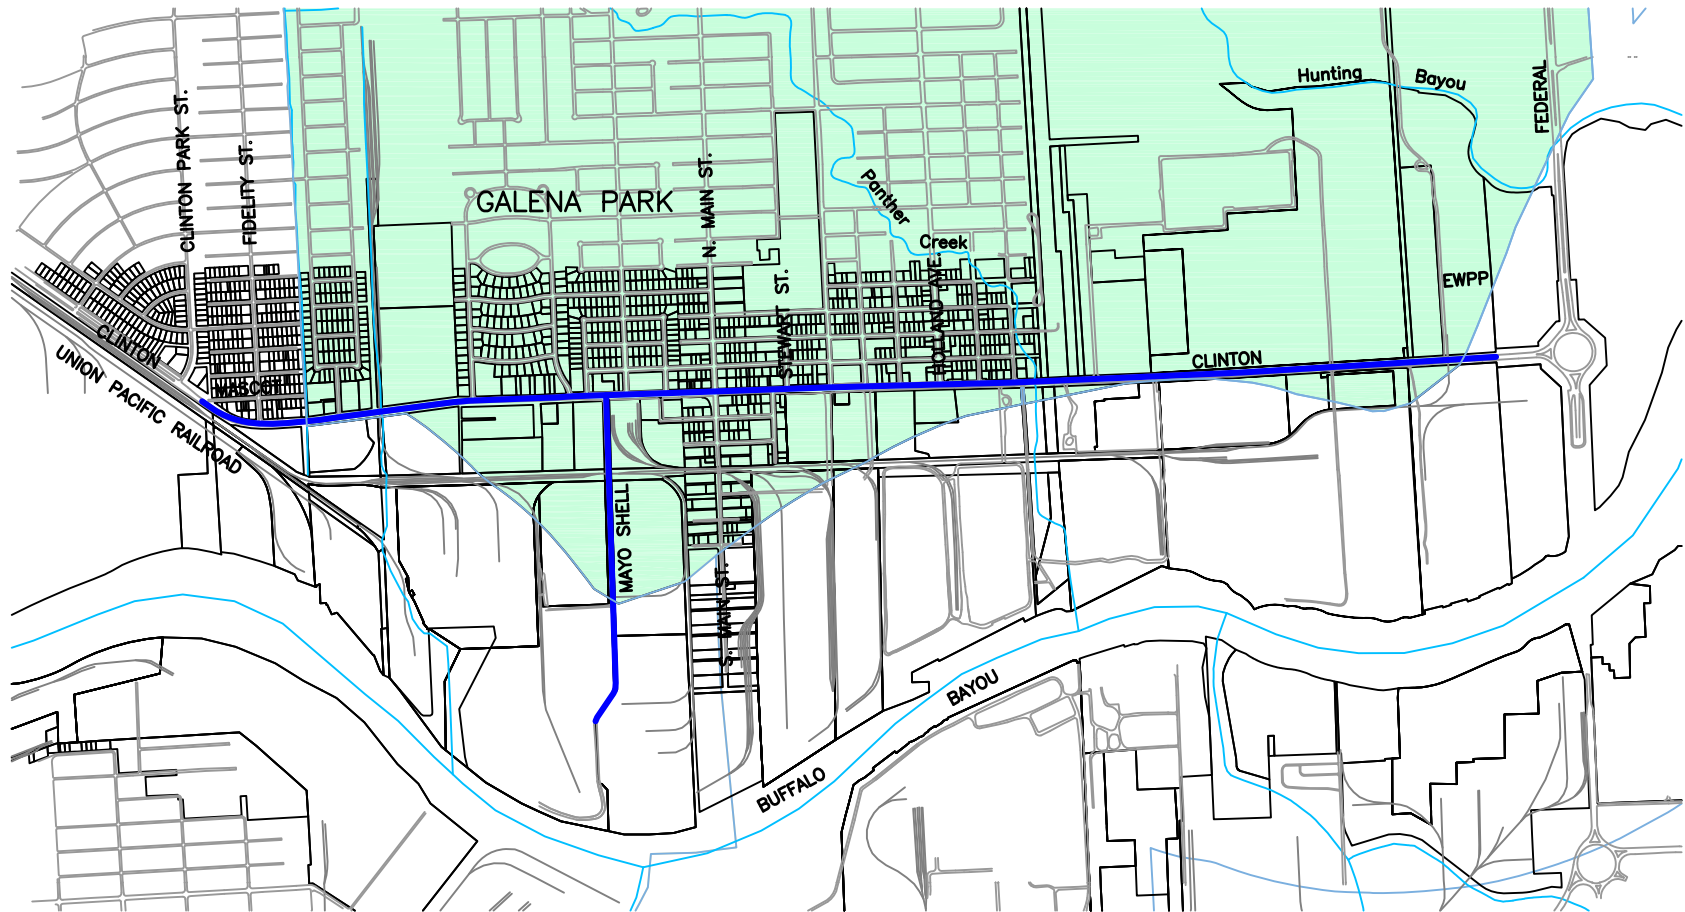 Hunting
Bayou
FEDERAL
CLINTON PARK ST.
FIDELITY ST.
N. MAIN ST.
GALENA PARK
Panther
Creek
HOLLAND AVE.
STEWART ST.
EWPP
CLINTON
CLINTON
MASCOT
UNION PACIFIC RAILROAD
MAYO SHELL
S. MAIN ST.
BAYOU
BUFFALO